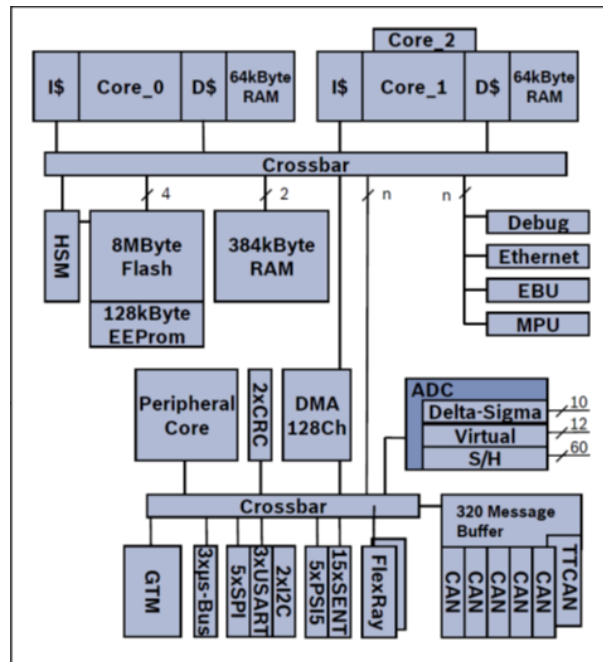 Core_2
I$
Core_0
D$
64kByte
RAM
I$
Core_1
D$
64kByte
RAM
Crossbar
4
2
n
n
HSM
8MByte
Flash
128kByte
EEProm
384kByte
RAM
Debug
Ethernet
EBU
MPU
Peripheral
Core
2xCRC
DMA
128Ch
ADC
Delta-Sigma
10
Virtual
12
S/H
60
Crossbar
320 Message
Buffer
GTM
3xµs-Bus
5xSPI
3xUSART
2xI2C
5xPSI5
15xSENT
FlexRay
CAN
CAN
CAN
CAN
CAN
TTCAN